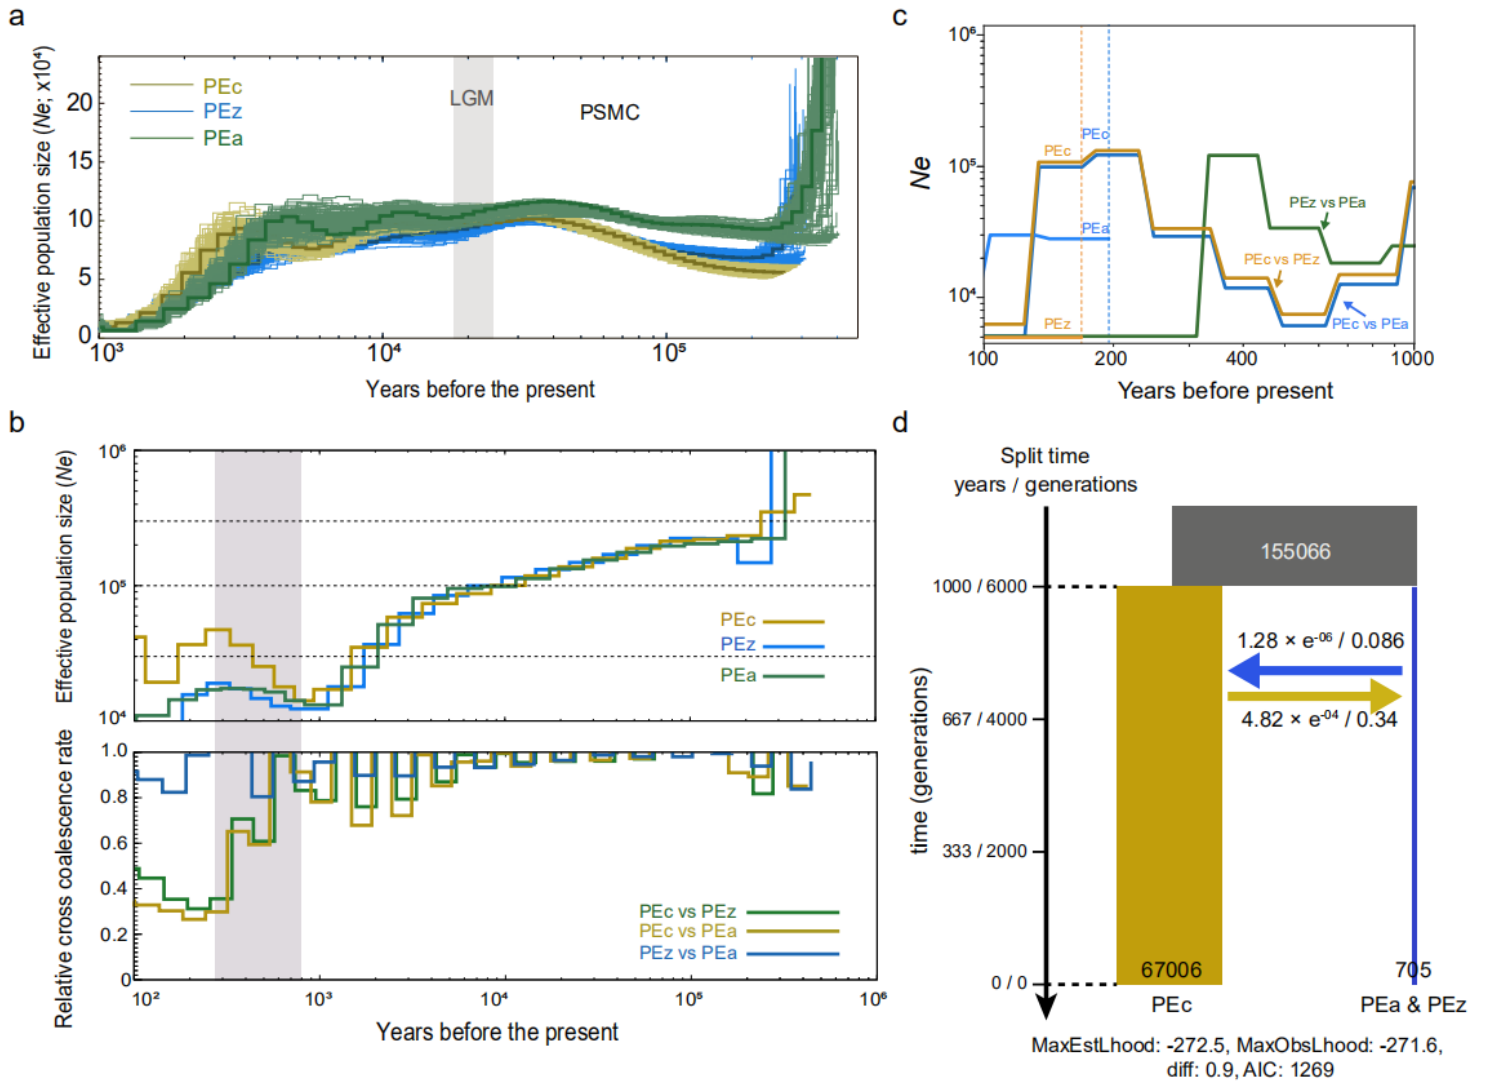 a
Effective population size (Ne; x10⁴)
20
15
10
5
0
PEc
PEz
PEa
LGM
PSMC
10³
10⁴
10⁵
Years before the present
b
Effective population size (Ne)
10⁶
10⁵
10⁴
PEc
PEz
PEa
Relative cross coalescence rate
1.0
0.8
0.6
0.4
0.2
0
PEc vs PEz
PEc vs PEa
PEz vs PEa
10²
10³
10⁴
10⁵
10⁶
Years before the present
c
Ne
10⁶
10⁵
10⁴
PEc
PEc
PEa
PEz
PEz vs PEa
PEc vs PEz
PEc vs PEa
100
200
400
1000
Years before present
d
Split time
years / generations
155066
1000 / 6000
1.28 × e⁻⁰⁶ / 0.086
667 / 4000
4.82 × e⁻⁰⁴ / 0.34
time (generations)
333 / 2000
67006
705
0 / 0
PEc
PEa & PEz
MaxEstLhood: -272.5, MaxObsLhood: -271.6,
diff: 0.9, AIC: 1269